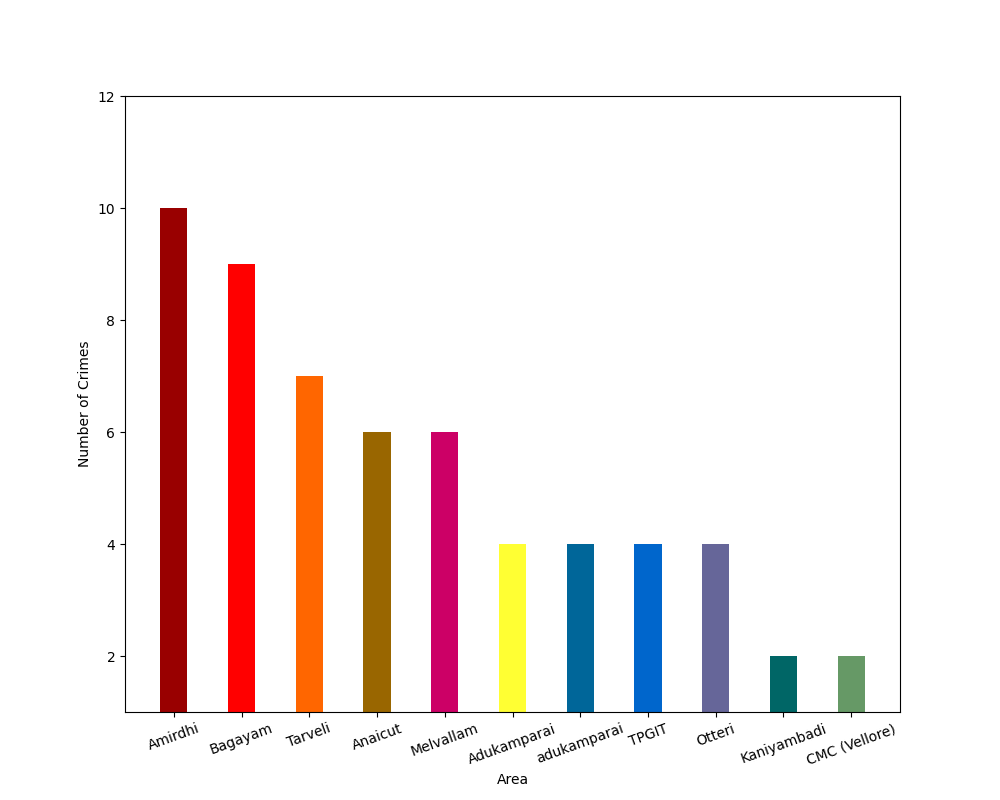 12
10
8
6
4
2
Number of Crimes
Amirdhi
Bagayam
Tarveli
Anaicut
Melvallam
Adukamparai
adukamparai
TPGIT
Otteri
Kaniyambadi
CMC (Vellore)
Area